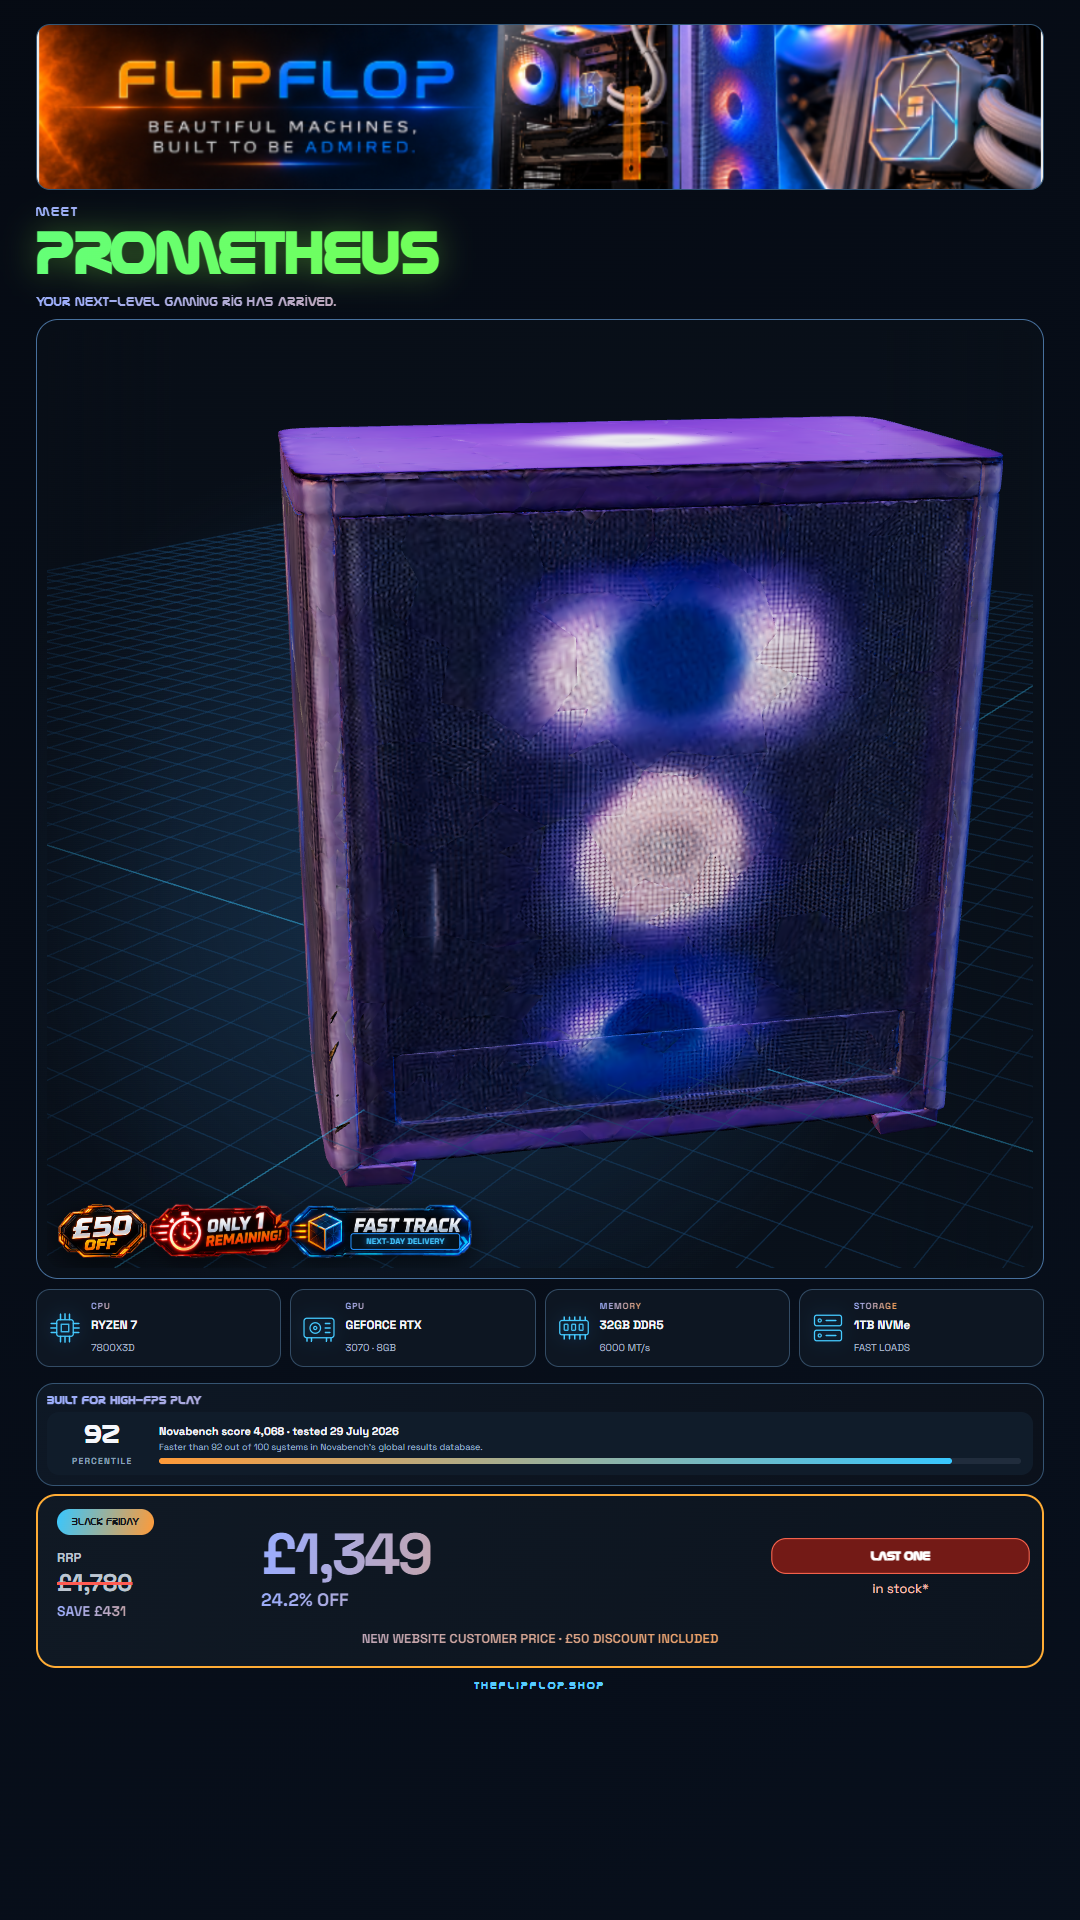 FLIPFLOP
BEAUTIFUL MACHINES,
BUILT TO BE ADMIRED.
MEET
PROMETHEUS
YOUR NEXT-LEVEL GAMING RIG HAS ARRIVED.
£50 OFF
ONLY 1 REMAINING!
FAST TRACK
NEXT-DAY DELIVERY
CPU
RYZEN 7
7800X3D
GPU
GEFORCE RTX
3070 · 8GB
MEMORY
32GB DDR5
6000 MT/s
STORAGE
1TB NVMe
FAST LOADS
BUILT FOR HIGH-FPS PLAY
92
PERCENTILE
Novabench score 4,068 · tested 29 July 2026
Faster than 92 out of 100 systems in Novabench's global results database.
BLACK FRIDAY
RRP
£1,780
SAVE £431
£1,349
24.2% OFF
LAST ONE
in stock*
NEW WEBSITE CUSTOMER PRICE · £50 DISCOUNT INCLUDED
THEFLIPFLOP.SHOP